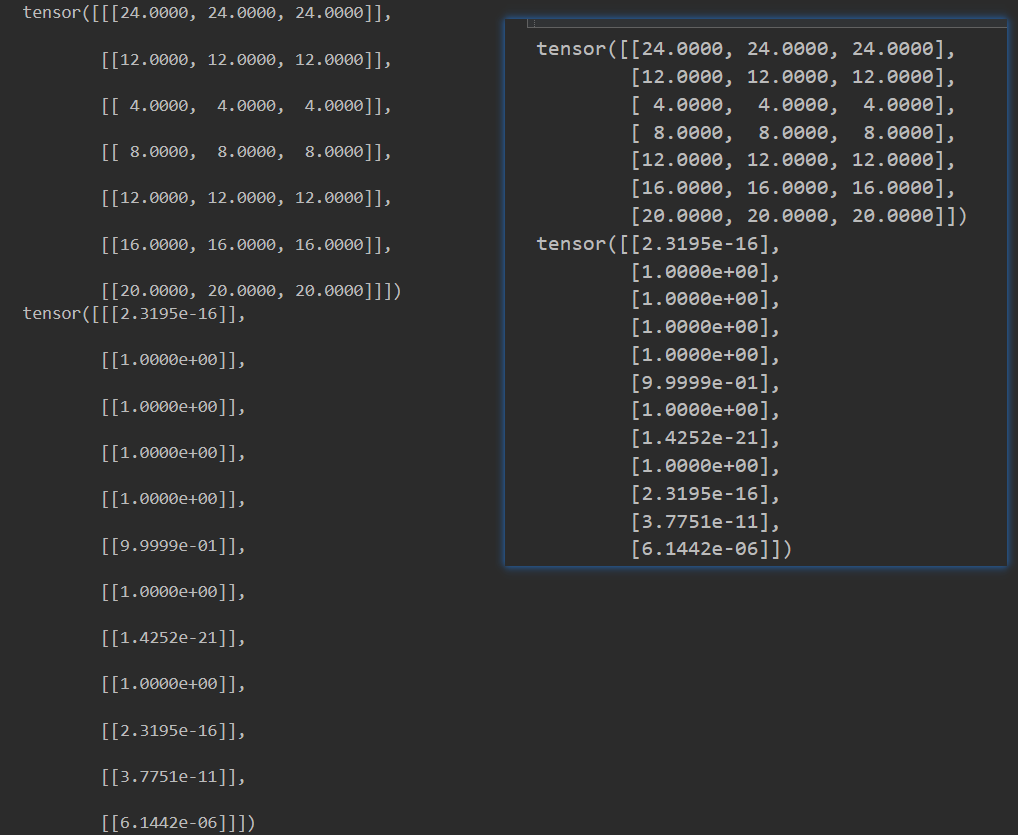 tensor([[[24.0000, 24.0000, 24.0000]],
[[12.0000, 12.0000, 12.0000]],
[[ 4.0000,  4.0000,  4.0000]],
[[ 8.0000,  8.0000,  8.0000]],
[[12.0000, 12.0000, 12.0000]],
[[16.0000, 16.0000, 16.0000]],
[[20.0000, 20.0000, 20.0000]]])
tensor([[[2.3195e-16]],
[[1.0000e+00]],
[[1.0000e+00]],
[[1.0000e+00]],
[[1.0000e+00]],
[[9.9999e-01]],
[[1.0000e+00]],
[[1.4252e-21]],
[[1.0000e+00]],
[[2.3195e-16]],
[[3.7751e-11]],
[[6.1442e-06]]])
tensor([[24.0000, 24.0000, 24.0000],
[12.0000, 12.0000, 12.0000],
[ 4.0000,  4.0000,  4.0000],
[ 8.0000,  8.0000,  8.0000],
[12.0000, 12.0000, 12.0000],
[16.0000, 16.0000, 16.0000],
[20.0000, 20.0000, 20.0000]])
tensor([[2.3195e-16],
[1.0000e+00],
[1.0000e+00],
[1.0000e+00],
[1.0000e+00],
[9.9999e-01],
[1.0000e+00],
[1.4252e-21],
[1.0000e+00],
[2.3195e-16],
[3.7751e-11],
[6.1442e-06]])